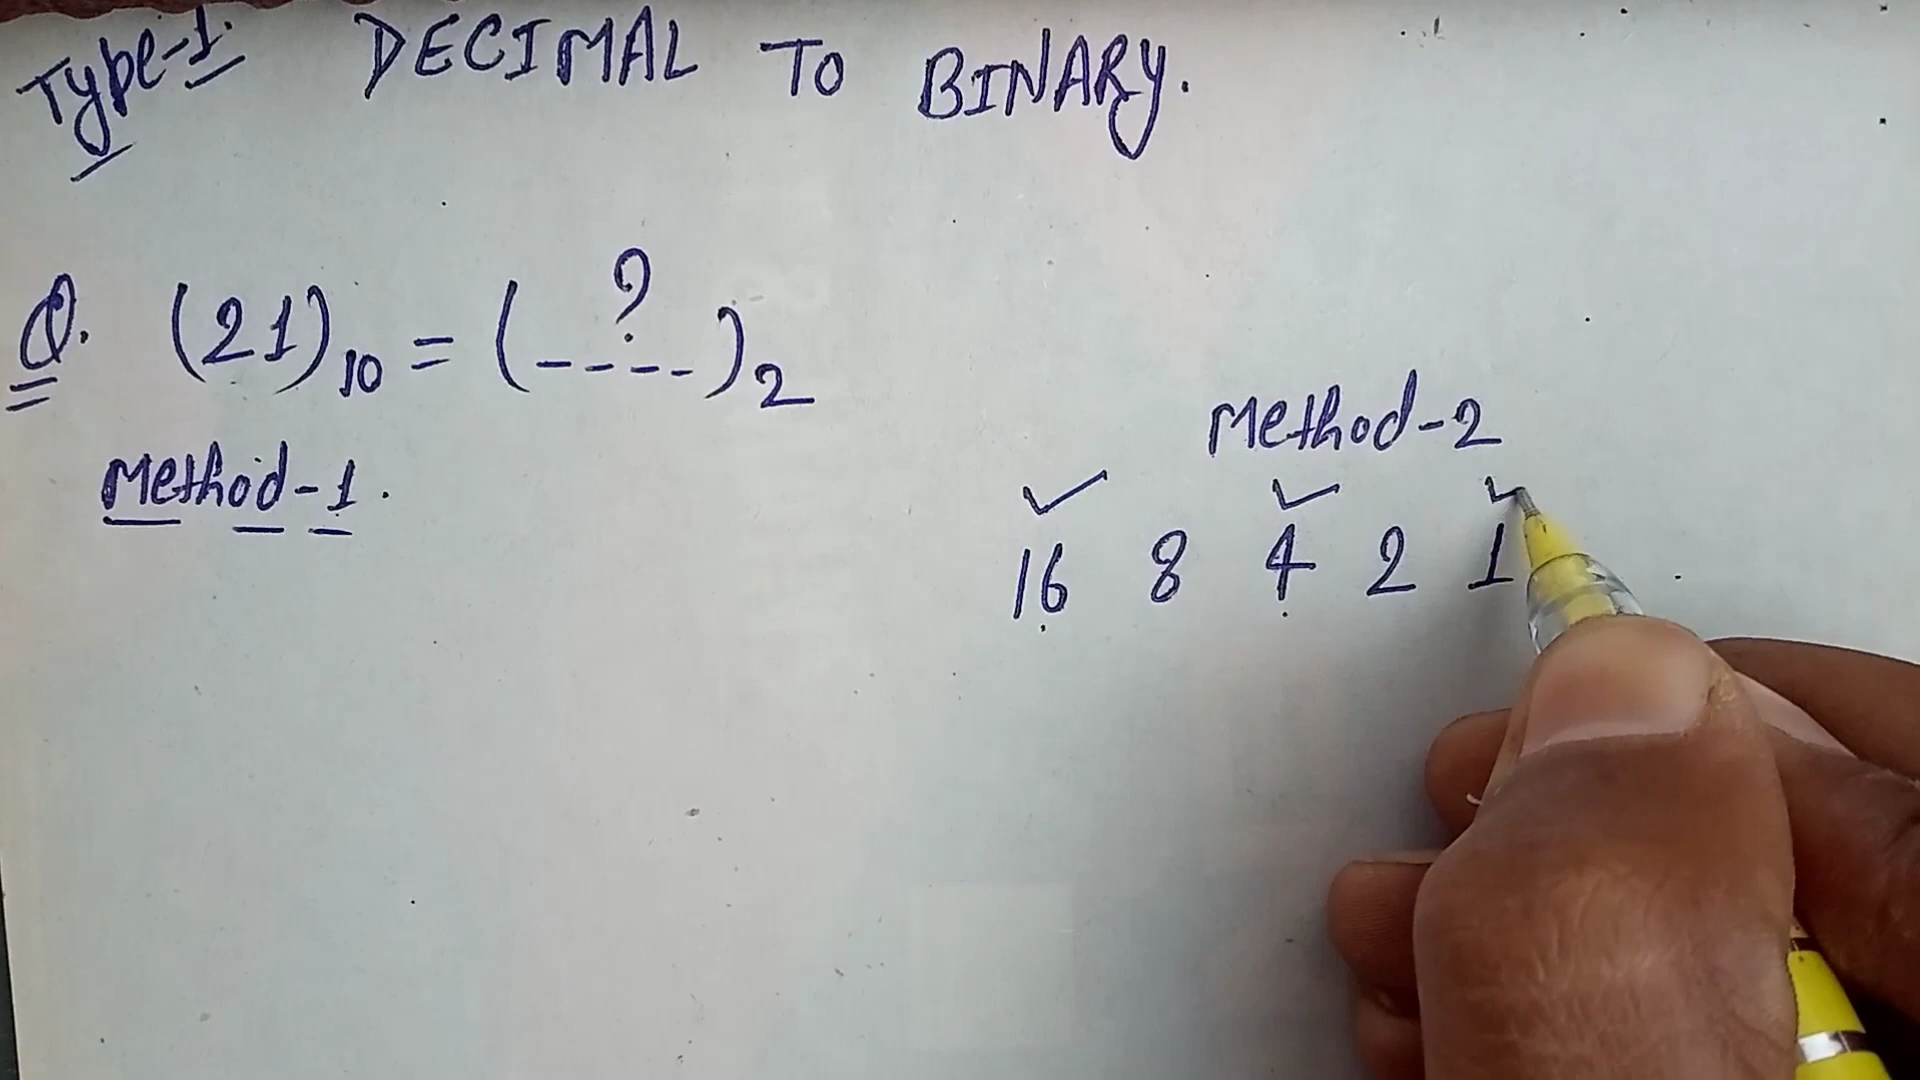 Type-1. DECIMAL TO BINARY.
Q. (21)10 = (----?)2
Method-1.
Method-2
✓ ✓ ✓
16 8 4 2 1